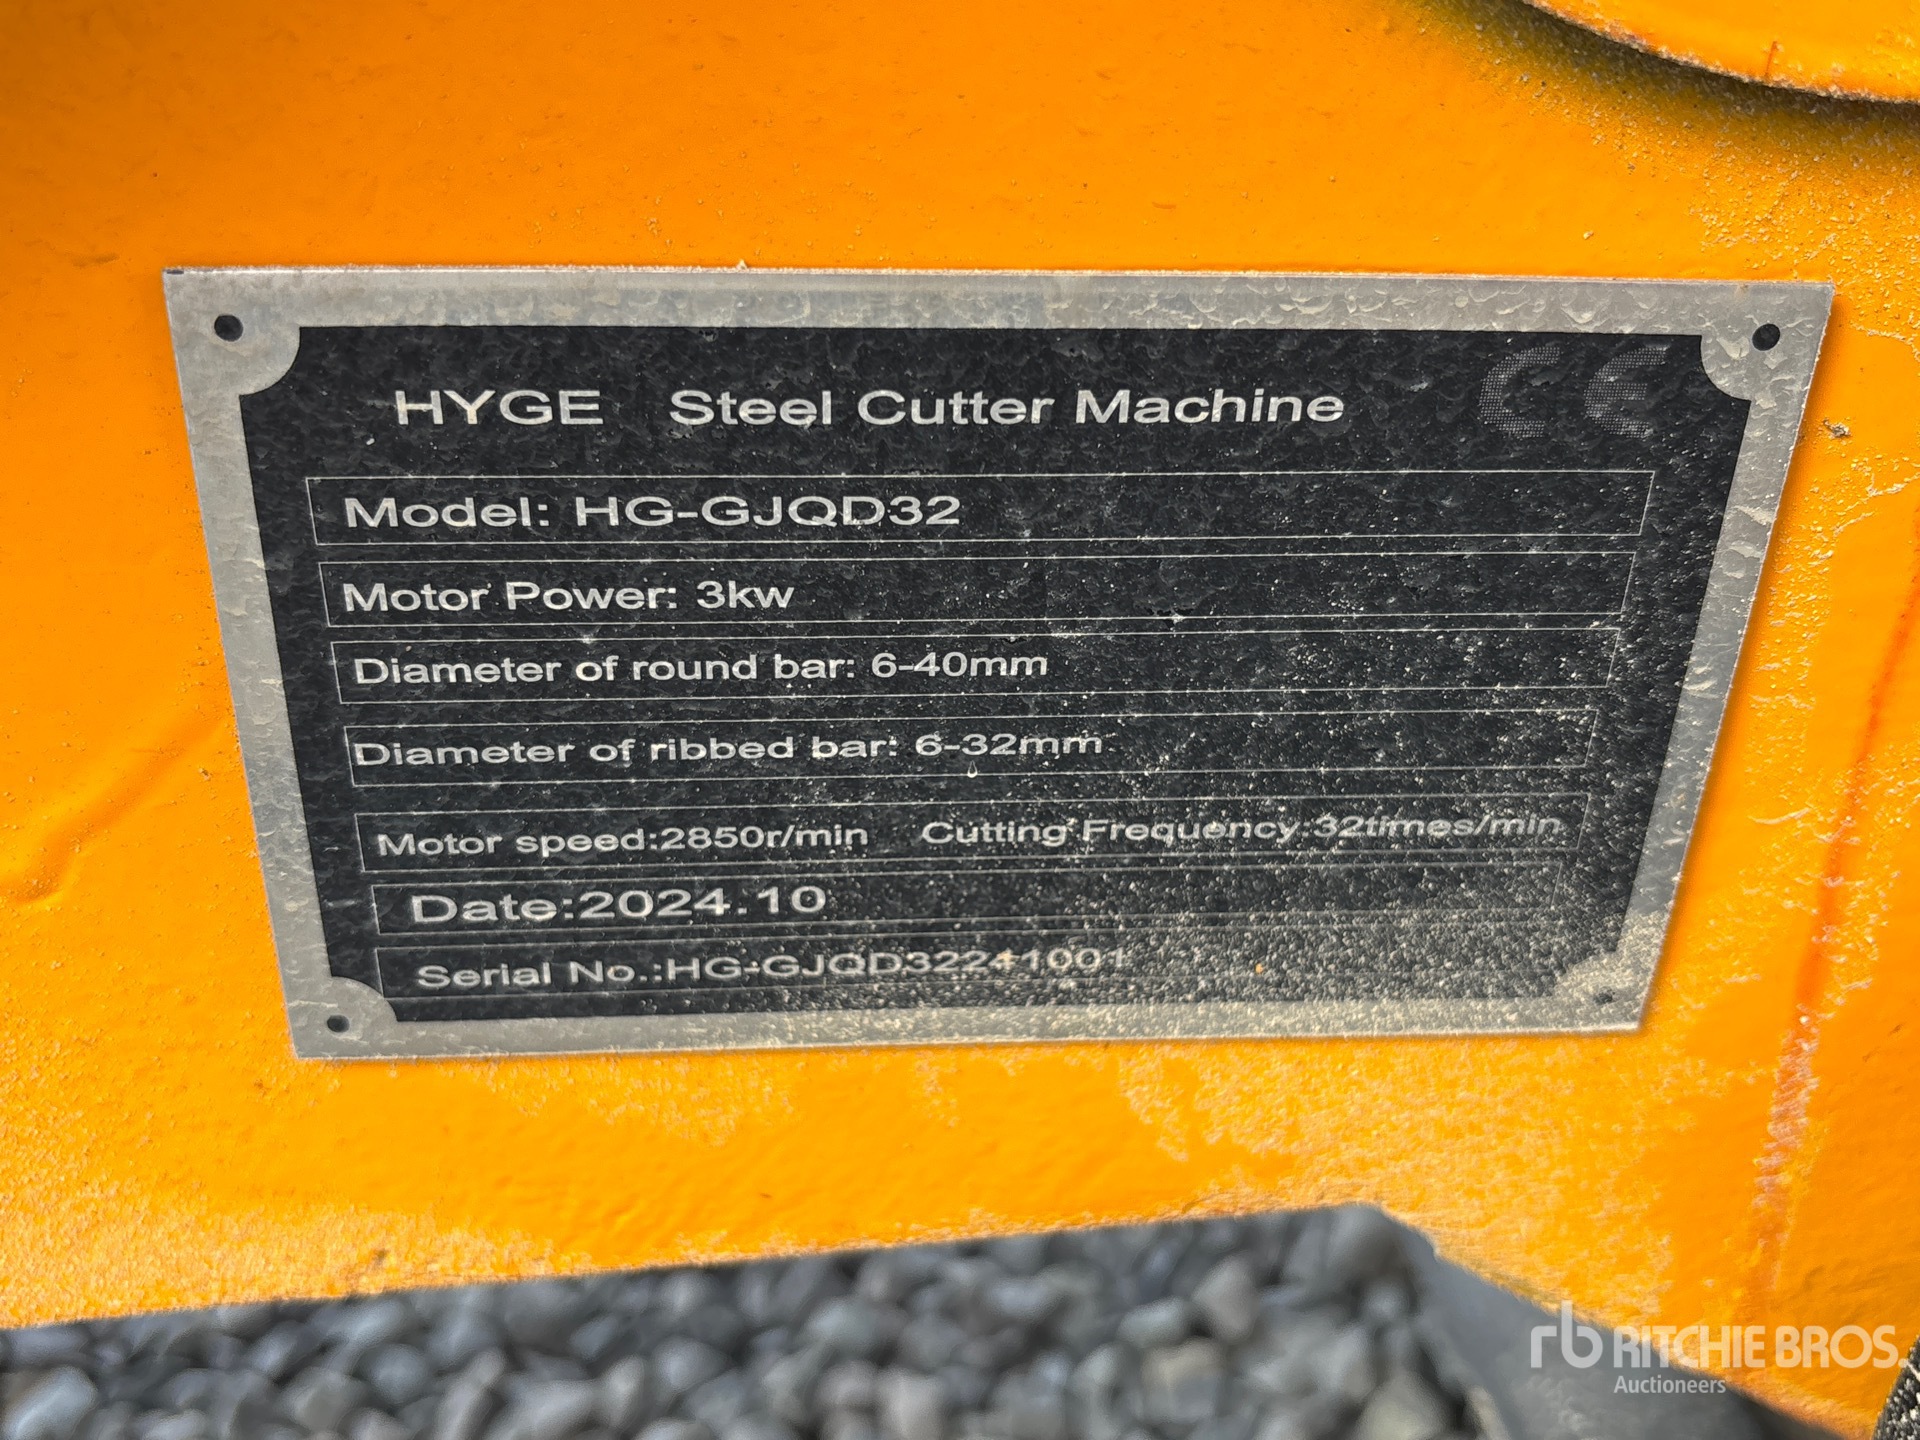 HYGE Steel Cutter Machine CE
Model: HG-GJQD32
Motor Power: 3kw
Diameter of round bar: 6-40mm
Diameter of ribbed bar: 6-32mm
Motor speed:2850r/min Cutting Frequency:32times/min
Date:2024.10
Serial No.:HG-GJQD32241001
rb RITCHIE BROS.
Auctioneers